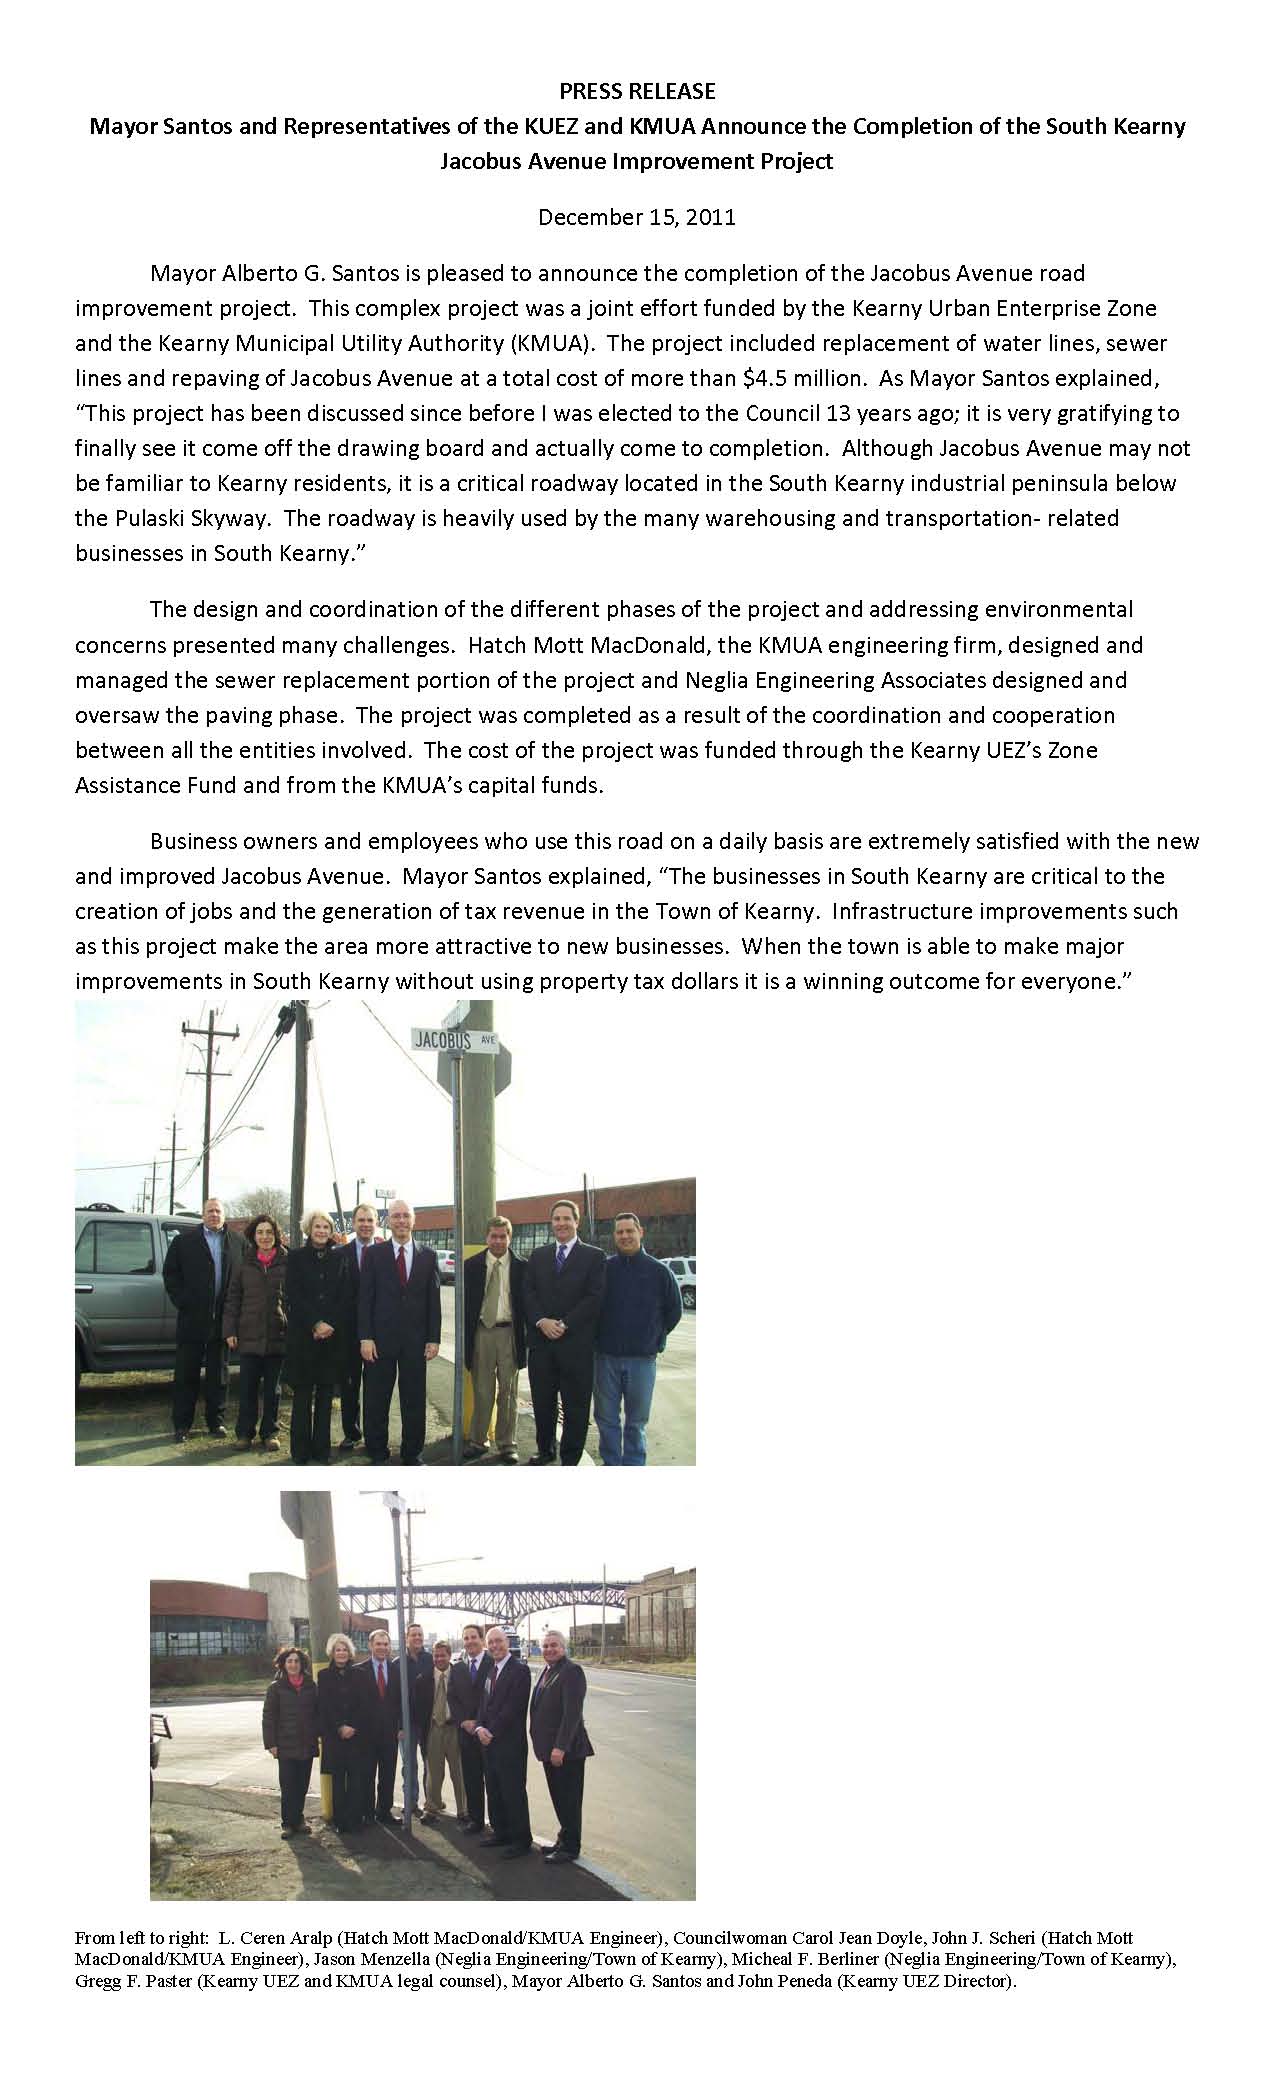 PRESS RELEASE
Mayor Santos and Representatives of the KUEZ and KMUA Announce the Completion of the South Kearny
Jacobus Avenue Improvement Project
December 15, 2011
Mayor Alberto G. Santos is pleased to announce the completion of the Jacobus Avenue road
improvement project.  This complex project was a joint effort funded by the Kearny Urban Enterprise Zone
and the Kearny Municipal Utility Authority (KMUA).  The project included replacement of water lines, sewer
lines and repaving of Jacobus Avenue at a total cost of more than $4.5 million.  As Mayor Santos explained,
“This project has been discussed since before I was elected to the Council 13 years ago; it is very gratifying to
finally see it come off the drawing board and actually come to completion.  Although Jacobus Avenue may not
be familiar to Kearny residents, it is a critical roadway located in the South Kearny industrial peninsula below
the Pulaski Skyway.  The roadway is heavily used by the many warehousing and transportation- related
businesses in South Kearny.”
The design and coordination of the different phases of the project and addressing environmental
concerns presented many challenges.  Hatch Mott MacDonald, the KMUA engineering firm, designed and
managed the sewer replacement portion of the project and Neglia Engineering Associates designed and
oversaw the paving phase.  The project was completed as a result of the coordination and cooperation
between all the entities involved.  The cost of the project was funded through the Kearny UEZ’s Zone
Assistance Fund and from the KMUA’s capital funds.
Business owners and employees who use this road on a daily basis are extremely satisfied with the new
and improved Jacobus Avenue.  Mayor Santos explained, “The businesses in South Kearny are critical to the
creation of jobs and the generation of tax revenue in the Town of Kearny.  Infrastructure improvements such
as this project make the area more attractive to new businesses.  When the town is able to make major
improvements in South Kearny without using property tax dollars it is a winning outcome for everyone.”
JACOBUS AVE
From left to right:  L. Ceren Aralp (Hatch Mott MacDonald/KMUA Engineer), Councilwoman Carol Jean Doyle, John J. Scheri (Hatch Mott
MacDonald/KMUA Engineer), Jason Menzella (Neglia Engineering/Town of Kearny), Micheal F. Berliner (Neglia Engineering/Town of Kearny),
Gregg F. Paster (Kearny UEZ and KMUA legal counsel), Mayor Alberto G. Santos and John Peneda (Kearny UEZ Director).